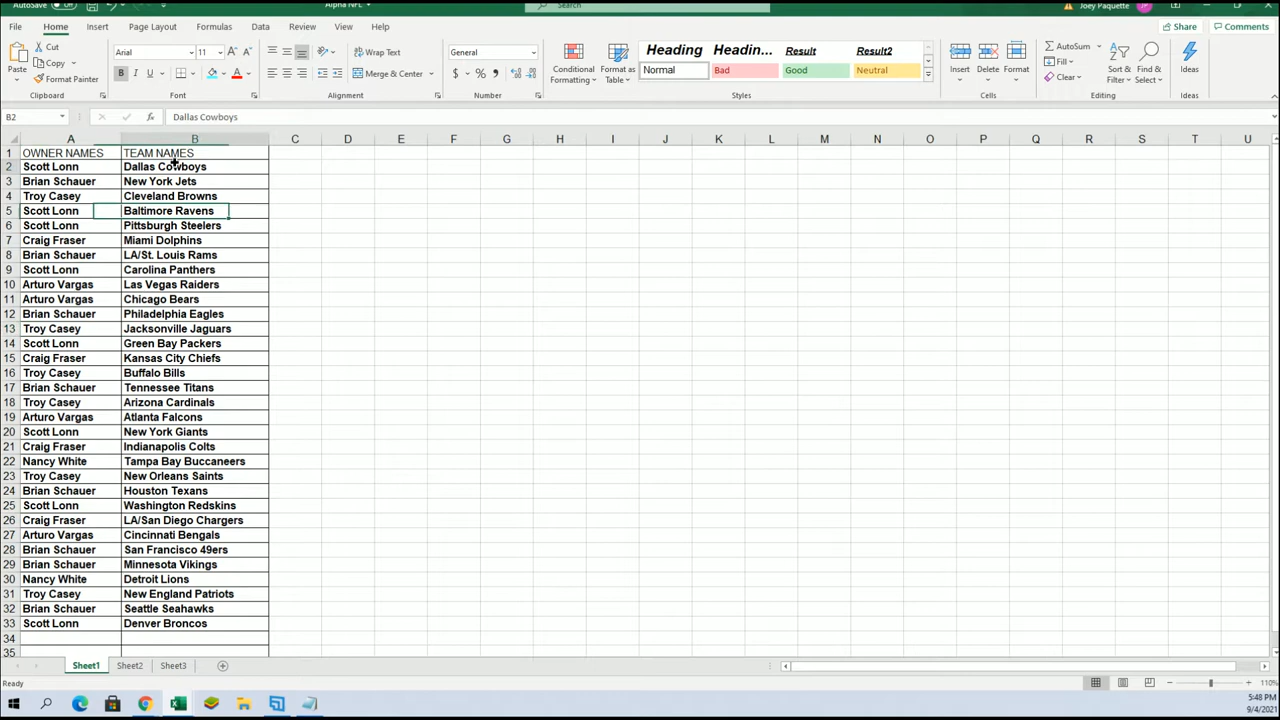 AutoSave
Alpha NFL
Search
Joey Paquette
JP
File Home Insert Page Layout Formulas Data Review View Help
Share Comments
Paste
Cut
Copy
Format Painter
Clipboard
Arial 11
Font
Wrap Text
Merge & Center
Alignment
General
Number
Conditional Formatting
Format as Table
Heading Headin... Result Result2
Normal Bad Good Neutral
Styles
Insert Delete Format
Cells
AutoSum
Fill
Clear
Sort & Filter
Find & Select
Editing
Ideas
Ideas
B2 Dallas Cowboys
A B C D E F G H I J K L M N O P Q R S T U
1 OWNER NAMES TEAM NAMES
2 Scott Lonn Dallas Cowboys
3 Brian Schauer New York Jets
4 Troy Casey Cleveland Browns
5 Scott Lonn Baltimore Ravens
6 Scott Lonn Pittsburgh Steelers
7 Craig Fraser Miami Dolphins
8 Brian Schauer LA/St. Louis Rams
9 Scott Lonn Carolina Panthers
10 Arturo Vargas Las Vegas Raiders
11 Arturo Vargas Chicago Bears
12 Brian Schauer Philadelphia Eagles
13 Troy Casey Jacksonville Jaguars
14 Scott Lonn Green Bay Packers
15 Craig Fraser Kansas City Chiefs
16 Troy Casey Buffalo Bills
17 Brian Schauer Tennessee Titans
18 Troy Casey Arizona Cardinals
19 Arturo Vargas Atlanta Falcons
20 Scott Lonn New York Giants
21 Craig Fraser Indianapolis Colts
22 Nancy White Tampa Bay Buccaneers
23 Troy Casey New Orleans Saints
24 Brian Schauer Houston Texans
25 Scott Lonn Washington Redskins
26 Craig Fraser LA/San Diego Chargers
27 Arturo Vargas Cincinnati Bengals
28 Brian Schauer San Francisco 49ers
29 Brian Schauer Minnesota Vikings
30 Nancy White Detroit Lions
31 Troy Casey New England Patriots
32 Brian Schauer Seattle Seahawks
33 Scott Lonn Denver Broncos
34
35
Sheet1 Sheet2 Sheet3
Ready
110%
5:48 PM
9/4/2021